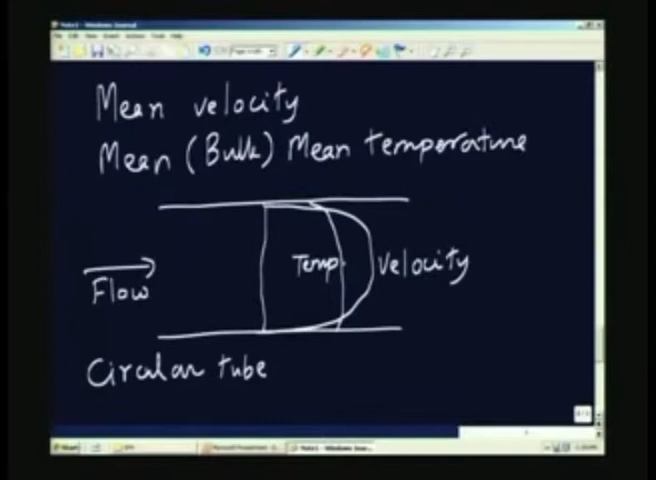 Mean velocity
Mean (Bulk) Mean temperature
Temp.
Velocity
Flow
Circular tube